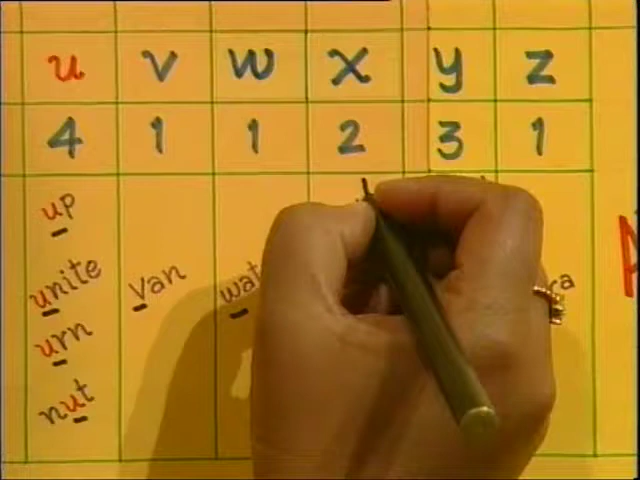 u v w x y z
4 1 1 2 3 1
up
unite van
urn
nut